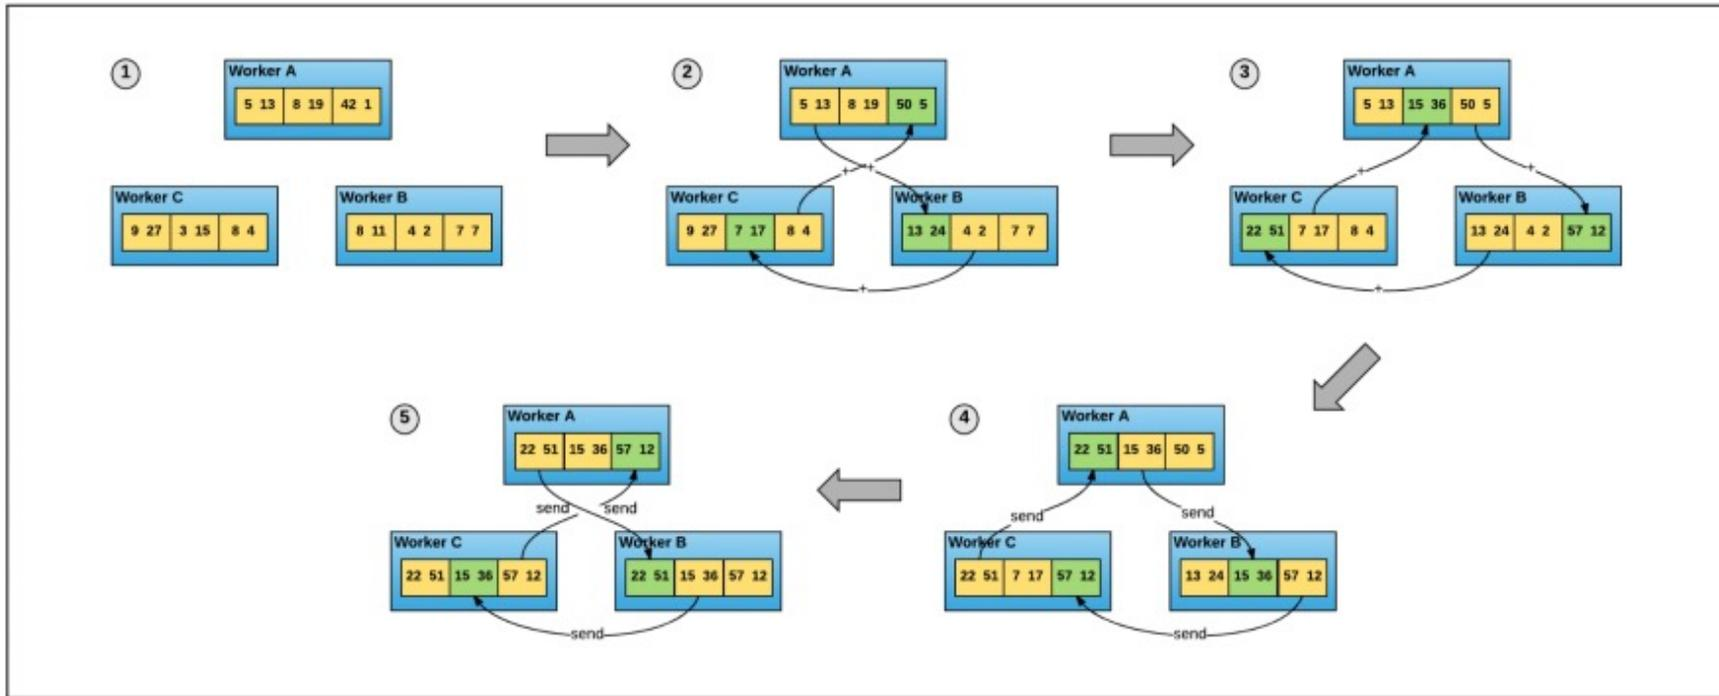 1
Worker A
5 13 8 19 42 1
Worker C
9 27 3 15 8 4
Worker B
8 11 4 2 7 7
2
Worker A
5 13 8 19 50 5
+ +
Worker C
9 27 7 17 8 4
Worker B
13 24 4 2 7 7
+
3
Worker A
5 13 15 36 50 5
+ +
Worker C
22 51 7 17 8 4
Worker B
13 24 4 2 57 12
+
5
Worker A
22 51 15 36 57 12
send send
Worker C
22 51 15 36 57 12
Worker B
22 51 15 36 57 12
send
4
Worker A
22 51 15 36 50 5
send send
Worker C
22 51 7 17 57 12
Worker B
13 24 15 36 57 12
send